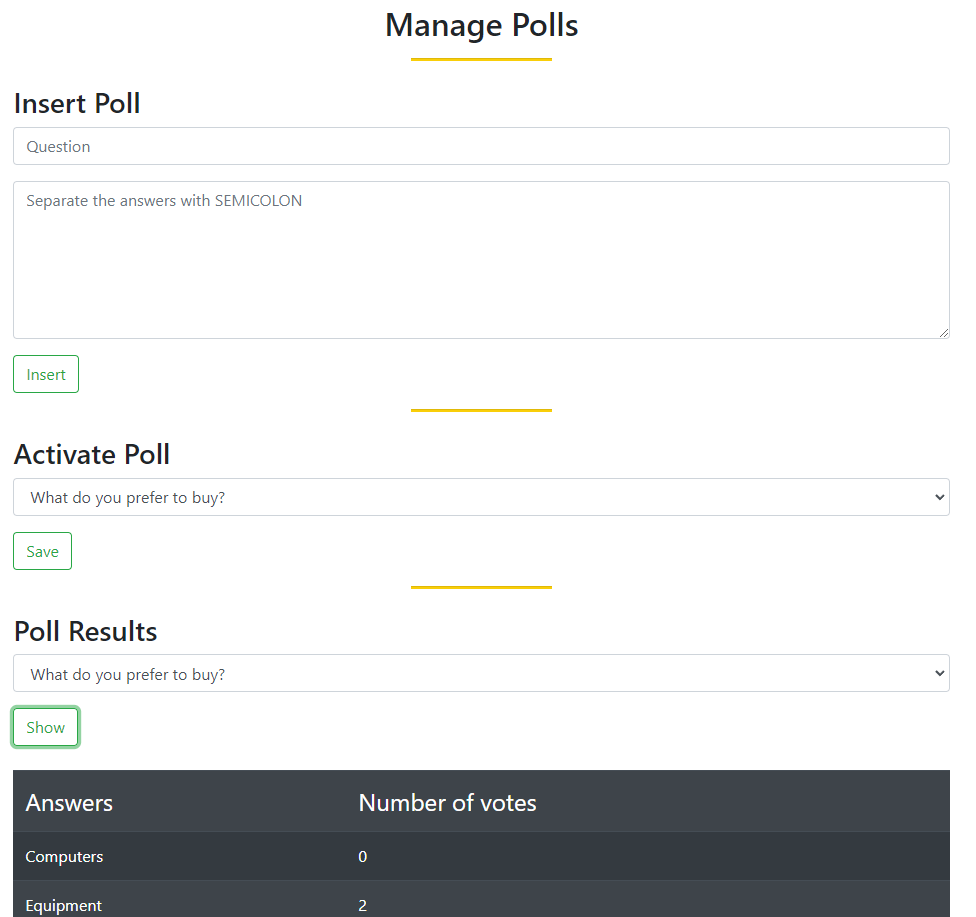 Manage Polls
Insert Poll
Question
Separate the answers with SEMICOLON
Insert
Activate Poll
What do you prefer to buy?
Save
Poll Results
What do you prefer to buy?
Show
Answers Number of votes
Computers 0
Equipment 2